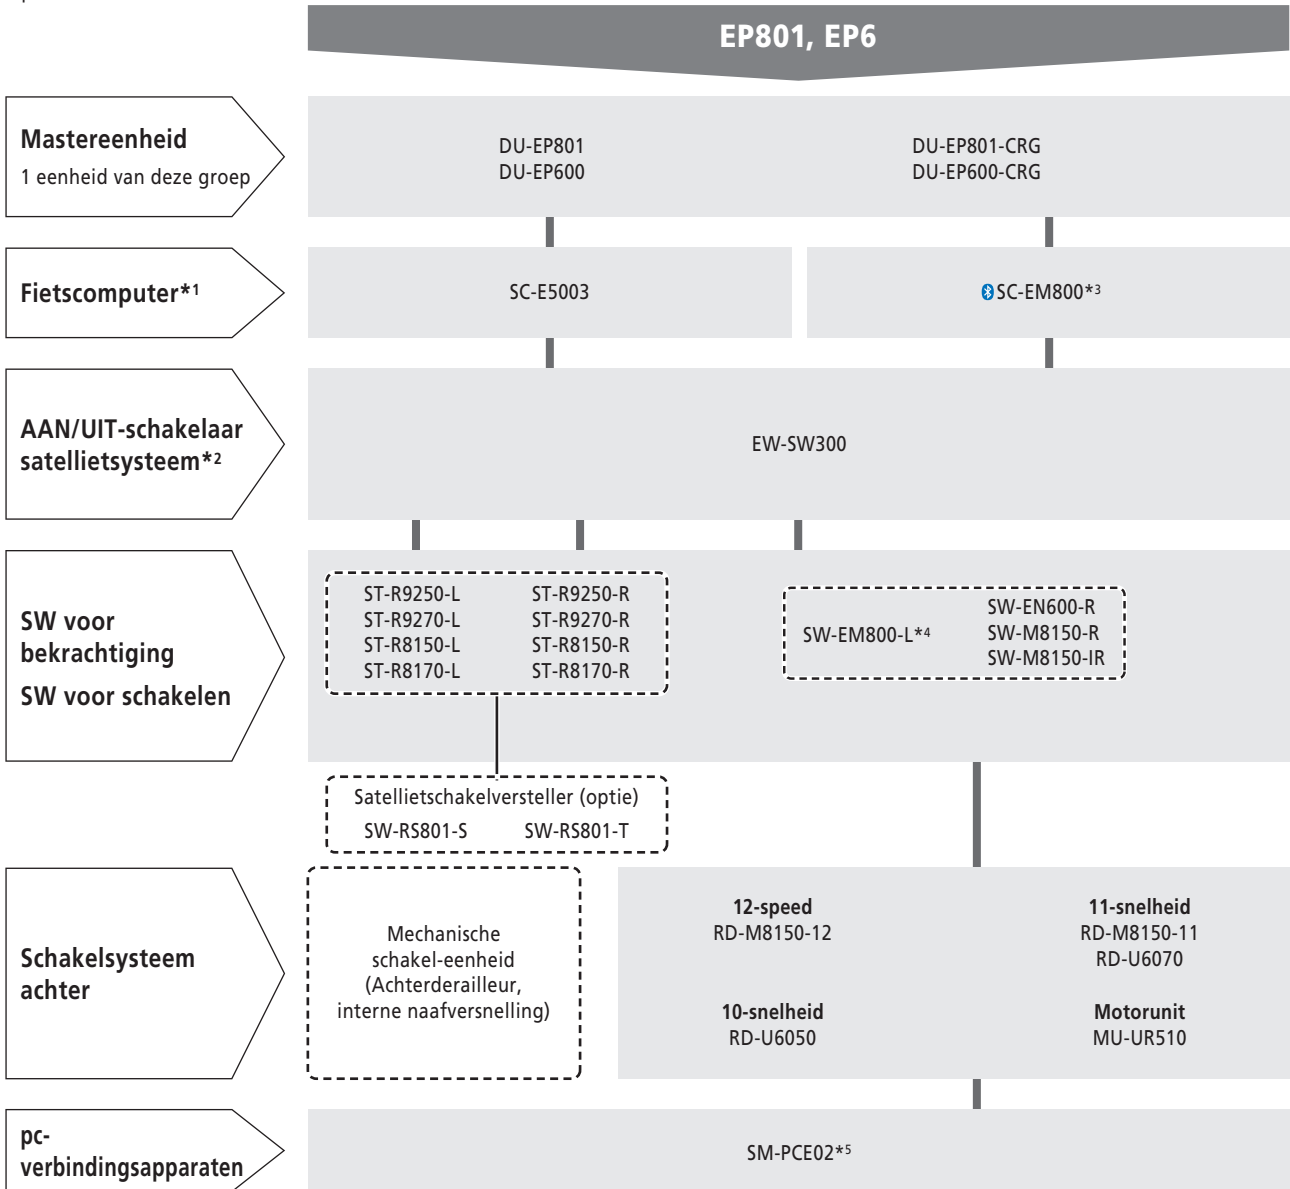 EP801, EP6
Mastereenheid
1 eenheid van deze groep
DU-EP801
DU-EP600
DU-EP801-CRG
DU-EP600-CRG
Fietscomputer*1
SC-E5003
SC-EM800*3
AAN/UIT-schakelaar
satellietsysteem*2
EW-SW300
SW voor
bekrachtiging
SW voor schakelen
ST-R9250-L
ST-R9270-L
ST-R8150-L
ST-R8170-L
ST-R9250-R
ST-R9270-R
ST-R8150-R
ST-R8170-R
SW-EM800-L*4
SW-EN600-R
SW-M8150-R
SW-M8150-IR
Satellietschakelversteller (optie)
SW-RS801-S SW-RS801-T
Schakelsysteem
achter
Mechanische
schakel-eenheid
(Achterderailleur,
interne naafversnelling)
12-speed
RD-M8150-12
11-snelheid
RD-M8150-11
RD-U6070
10-snelheid
RD-U6050
Motorunit
MU-UR510
pc-
verbindingsapparaten
SM-PCE02*5